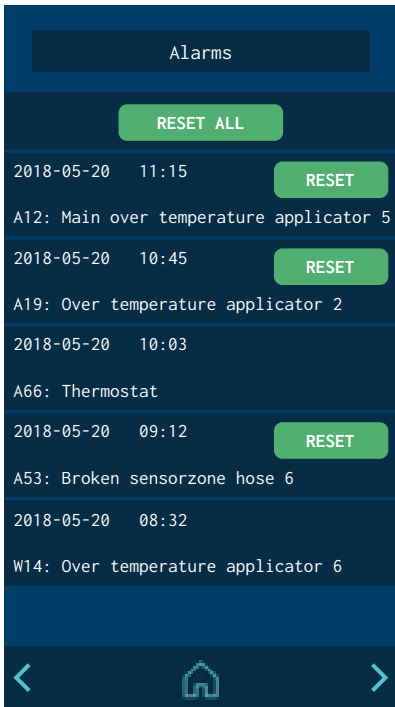 Alarms
RESET ALL
2018-05-20 11:15 RESET
A12: Main over temperature applicator 5
2018-05-20 10:45 RESET
A19: Over temperature applicator 2
2018-05-20 10:03
A66: Thermostat
2018-05-20 09:12 RESET
A53: Broken sensorzone hose 6
2018-05-20 08:32
W14: Over temperature applicator 6